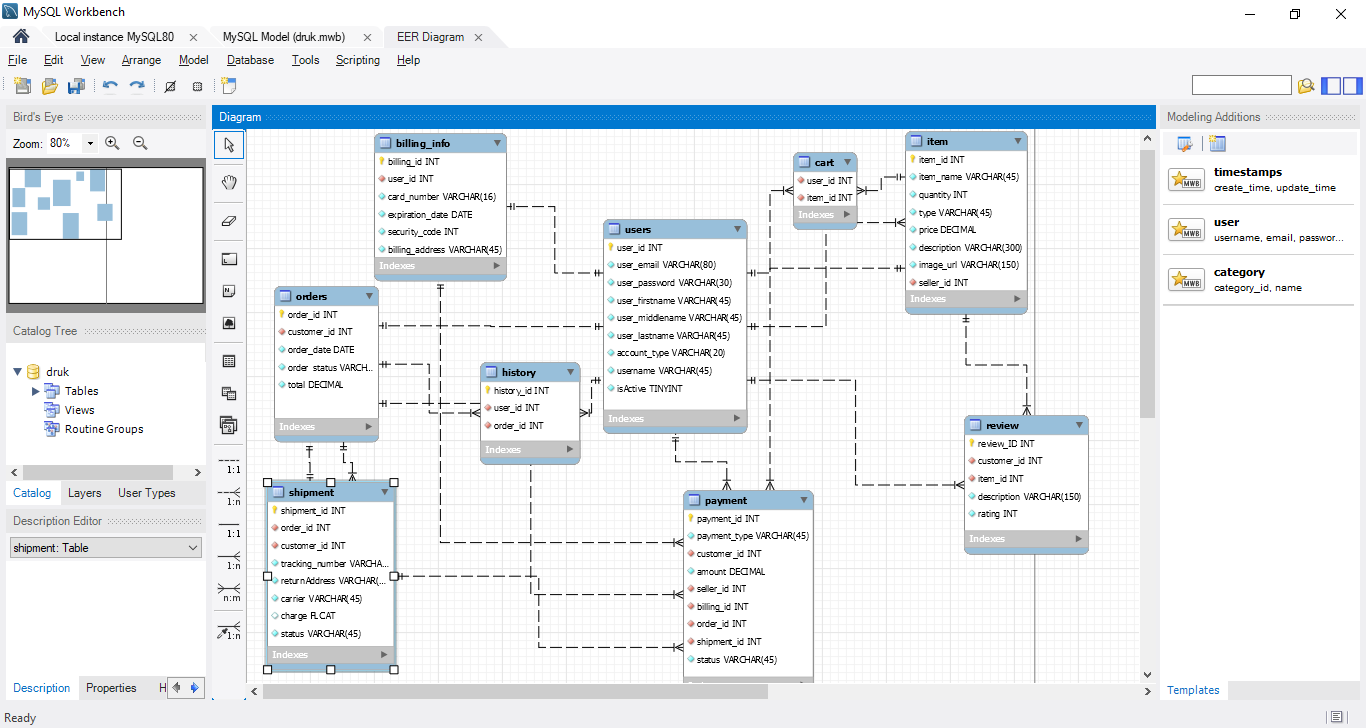 MySQL Workbench
Local instance MySQL80
MySQL Model (druk.mwb)
EER Diagram
File Edit View Arrange Model Database Tools Scripting Help
Bird's Eye
Zoom: 80%
Catalog Tree
druk
Tables
Views
Routine Groups
Catalog Layers User Types
Description Editor
shipment: Table
Description Properties H
Ready
Diagram
1:1
1:n
1:1
1:n
n:m
1:n
billing_info
billing_id INT
user_id INT
card_number VARCHAR(16)
expiration_date DATE
security_code INT
billing_address VARCHAR(45)
Indexes
orders
order_id INT
customer_id INT
order_date DATE
order_status VARCH...
total DECIMAL
Indexes
history
history_id INT
user_id INT
order_id INT
Indexes
shipment
shipment_id INT
order_id INT
customer_id INT
tracking_number VARCHA...
returnAddress VARCHAR(...
carrier VARCHAR(45)
charge FLOAT
status VARCHAR(45)
Indexes
users
user_id INT
user_email VARCHAR(80)
user_password VARCHAR(30)
user_firstname VARCHAR(45)
user_middlename VARCHAR(45)
user_lastname VARCHAR(45)
account_type VARCHAR(20)
username VARCHAR(45)
isActive TINYINT
Indexes
cart
user_id INT
item_id INT
Indexes
item
item_id INT
item_name VARCHAR(45)
quantity INT
type VARCHAR(45)
price DECIMAL
description VARCHAR(300)
image_url VARCHAR(150)
seller_id INT
Indexes
payment
payment_id INT
payment_type VARCHAR(45)
customer_id INT
amount DECIMAL
seller_id INT
billing_id INT
order_id INT
shipment_id INT
status VARCHAR(45)
review
review_ID INT
customer_id INT
item_id INT
description VARCHAR(150)
rating INT
Indexes
Modeling Additions
timestamps
create_time, update_time
user
username, email, passwor...
category
category_id, name
Templates